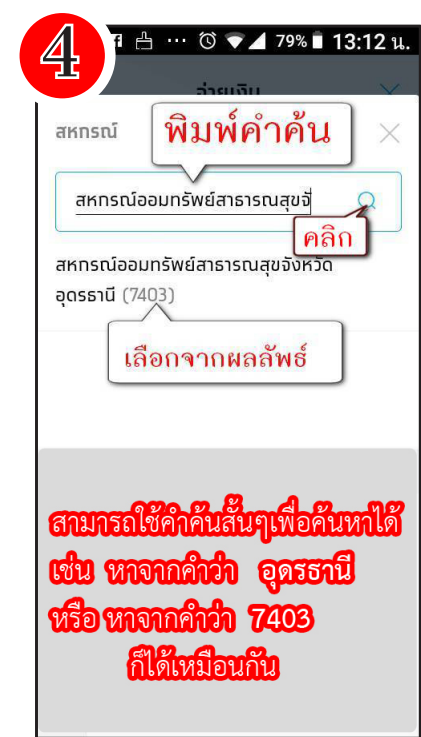 4
79% 13:12 น.
จ่ายเงิน
สหกรณ์
พิมพ์คำค้น
สหกรณ์ออมทรัพย์สาธารณสุขจั
คลิก
สหกรณ์ออมทรัพย์สาธารณสุขจังหวัด
อุดรธานี (7403)
เลือกจากผลลัพธ์
สามารถใช้คำค้นสั้นๆเพื่อค้นหาได้
เช่น หาจากคำว่า อุดรธานี
หรือ หาจากคำว่า 7403
ก็ได้เหมือนกัน